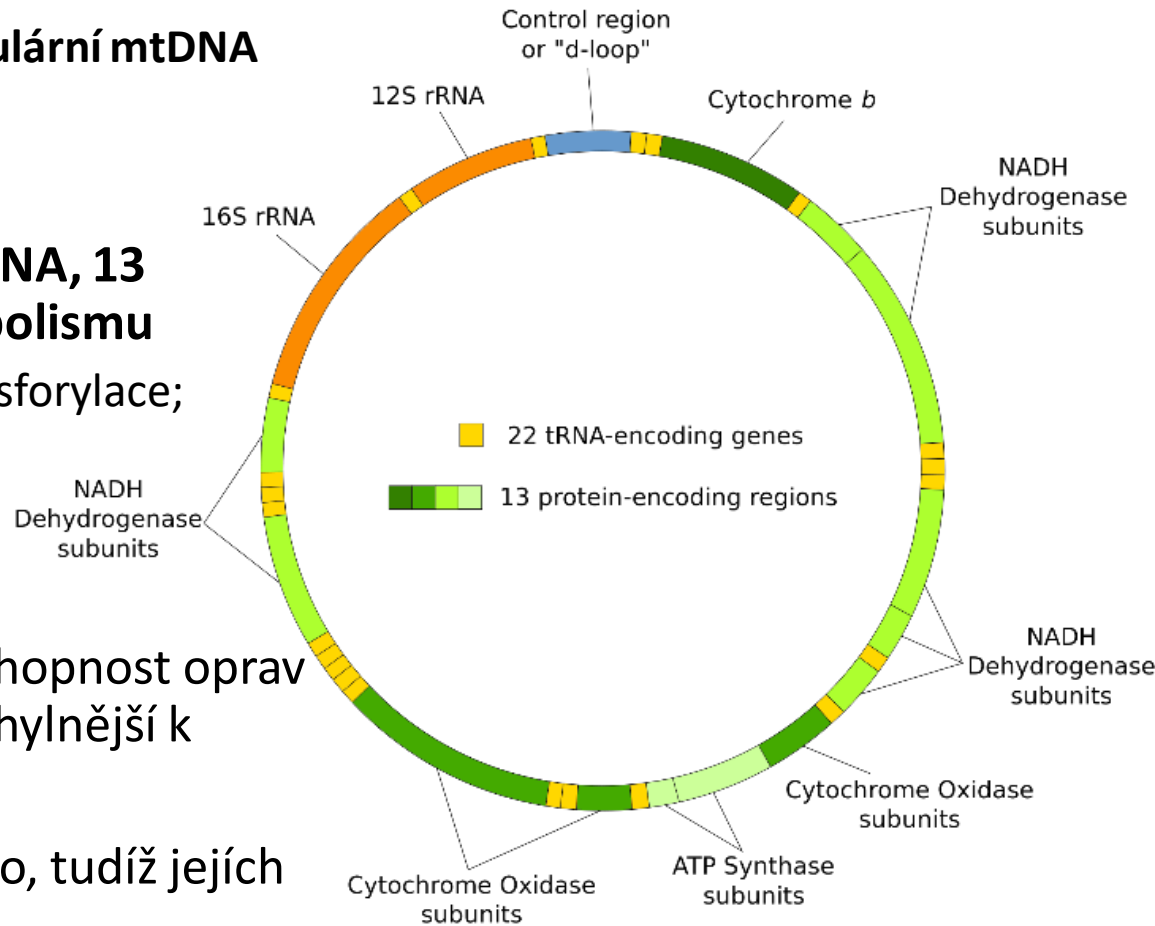 ulární mtDNA
NA, 13
polismu
sforylace;
hopnost oprav
hylnější k
o, tudíž jejích
Control region
or "d-loop"
12S rRNA
Cytochrome b
16S rRNA
NADH
Dehydrogenase
subunits
22 tRNA-encoding genes
13 protein-encoding regions
NADH
Dehydrogenase
subunits
NADH
Dehydrogenase
subunits
Cytochrome Oxidase
subunits
ATP Synthase
subunits
Cytochrome Oxidase
subunits